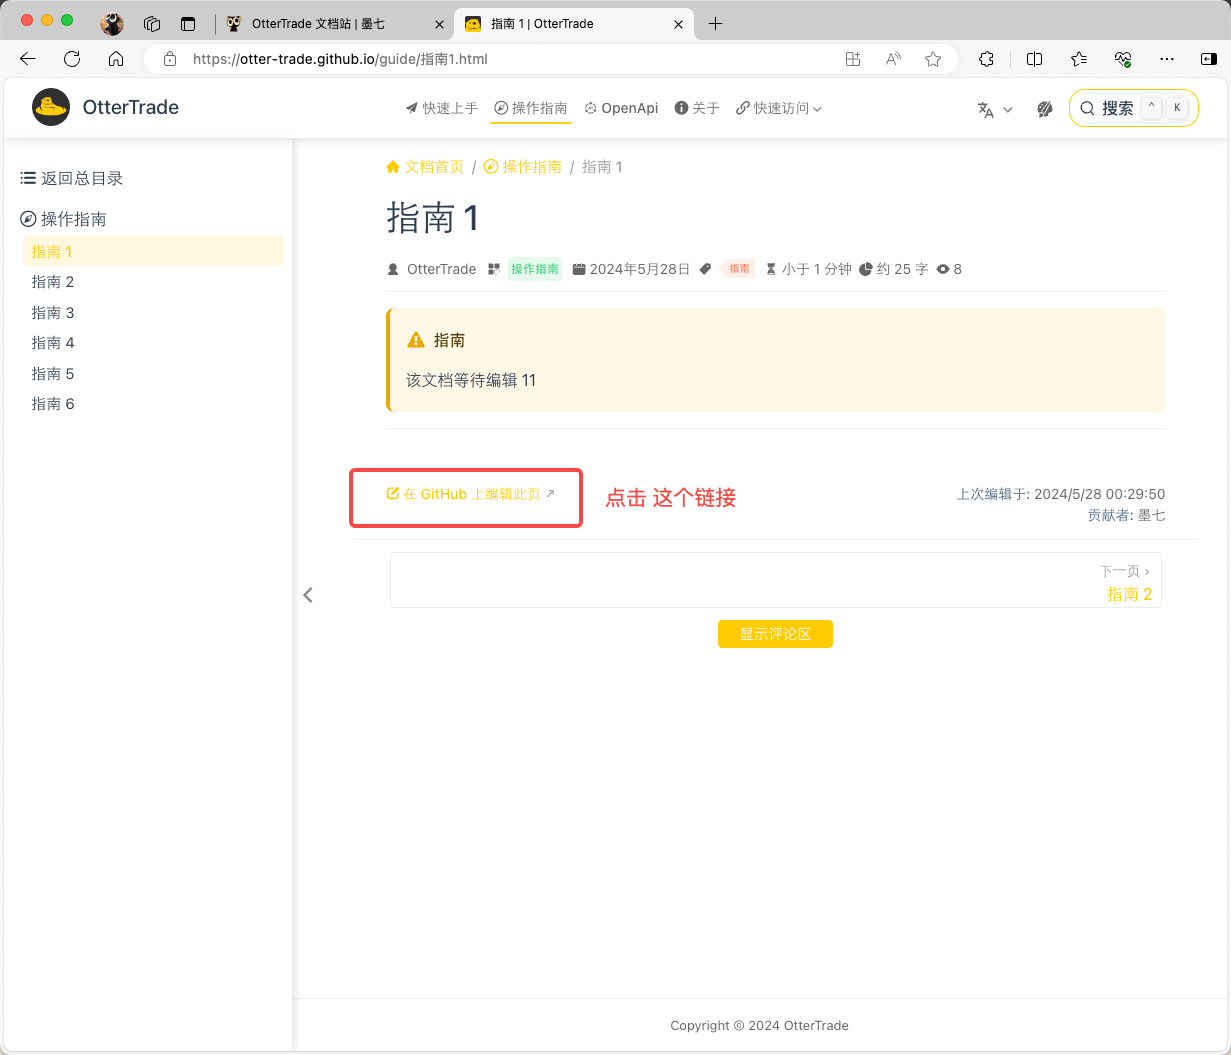 OtterTrade 文档站 | 墨七
指南 1 | OtterTrade
https://otter-trade.github.io/guide/指南1.html
OtterTrade
快速上手 操作指南 OpenApi 关于 快速访问
搜索 ^ K
返回总目录
操作指南
指南 1
指南 2
指南 3
指南 4
指南 5
指南 6
文档首页 / 操作指南 / 指南 1
指南 1
OtterTrade 操作指南 2024年5月28日 指南 小于 1 分钟 约 25 字 8
指南
该文档等待编辑 11
在 GitHub 上编辑此页
点击 这个链接
上次编辑于: 2024/5/28 00:29:50
贡献者: 墨七
下一页 ›
指南 2
显示评论区
Copyright © 2024 OtterTrade